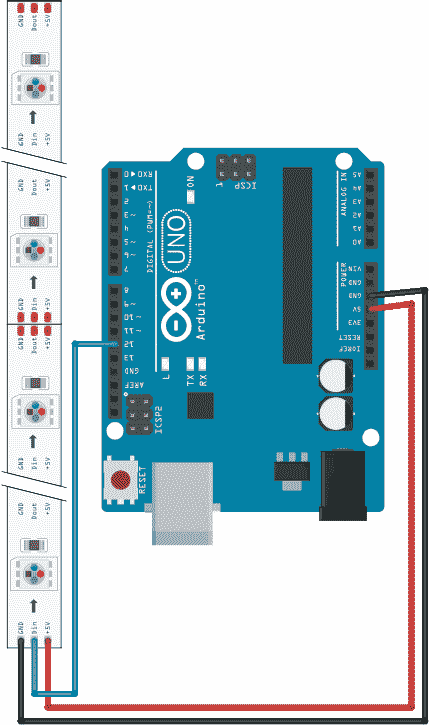 GND Dout +5V
GND Din +5V
GND Dout +5V
GND Din +5V
GND Dout +5V
GND Din +5V
GND Dout +5V
GND Din +5V
RXD 0
TXD 1
2
~3
4
~5
~6
7
8
~9
~10
~11
12
13
GND
AREF
DIGITAL (PWM=~)
ON
UNO
Arduino
L
TX
RX
1
ICSP
ICSP2
RESET
ANALOG IN
A5
A4
A3
A2
A1
A0
POWER
VIN
GND
GND
5V
3V3
RESET
IOREF